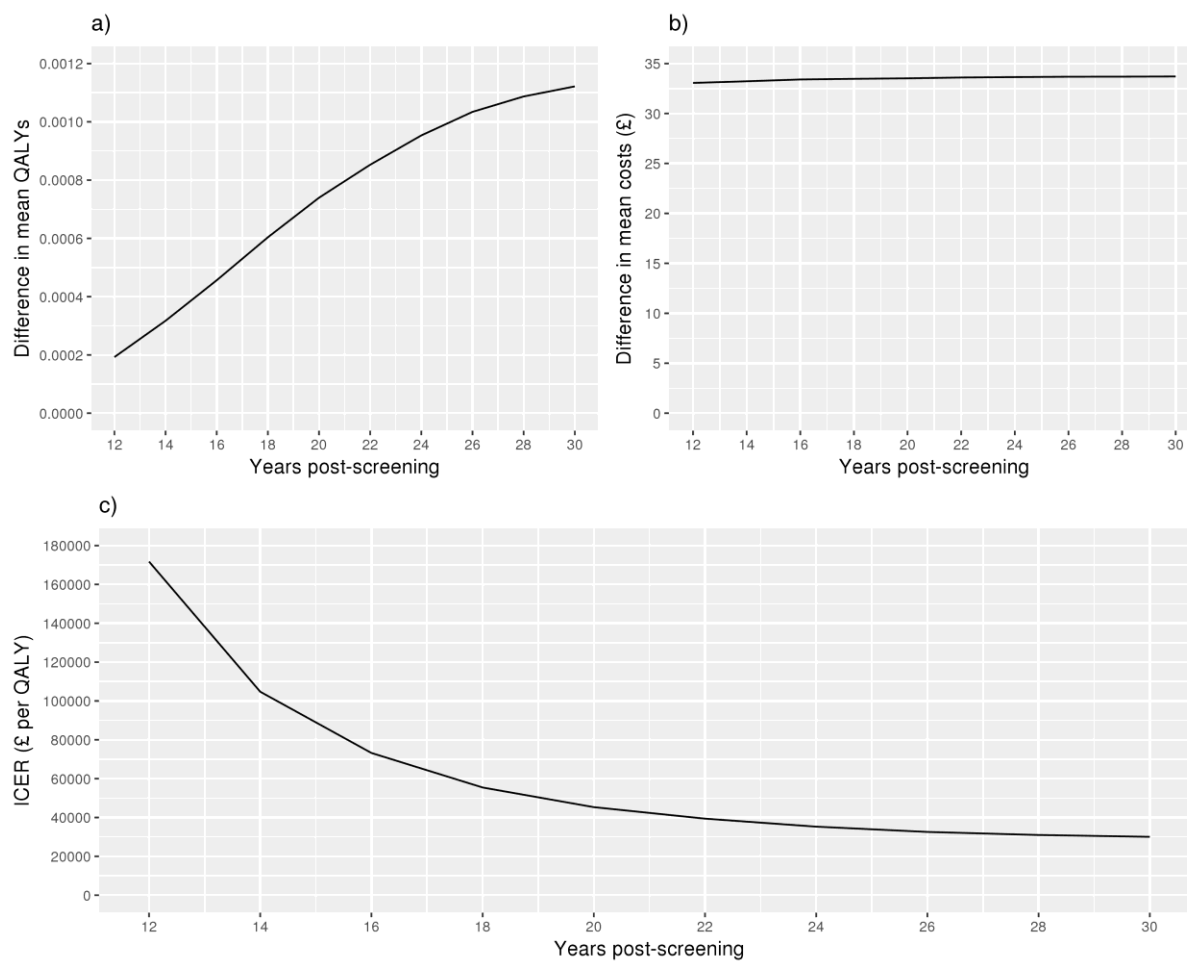 a)
Difference in mean QALYs
0.0012
0.0010
0.0008
0.0006
0.0004
0.0002
0.0000
12 14 16 18 20 22 24 26 28 30
Years post-screening
b)
Difference in mean costs (£)
35
30
25
20
15
10
5
0
12 14 16 18 20 22 24 26 28 30
Years post-screening
c)
ICER (£ per QALY)
180000
160000
140000
120000
100000
80000
60000
40000
20000
0
12 14 16 18 20 22 24 26 28 30
Years post-screening